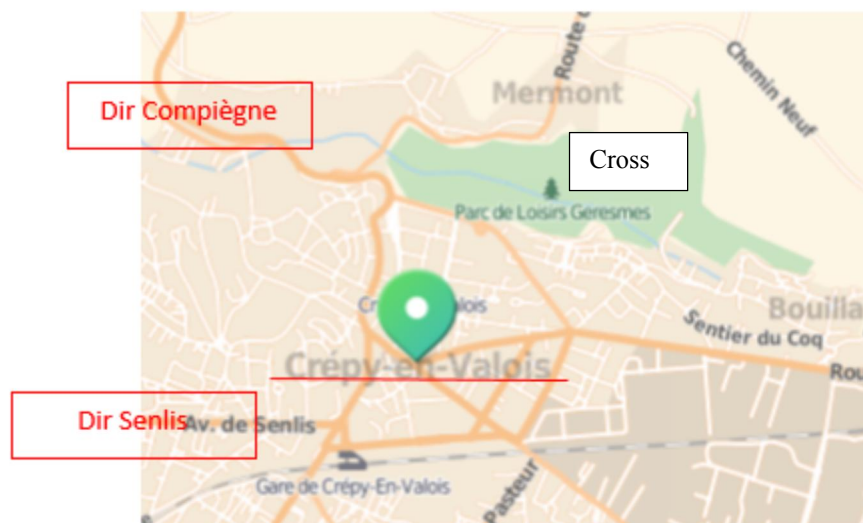 Route d
Chemin Neuf
Mermont
Dir Compiègne
Cross
Parc de Loisirs Geresmes
Bouilla
Sentier du Coq
Crépy-en-Valois
Rou
Dir Senlis
Av. de Senlis
Gare de Crépy-En-Valois
Pasteur